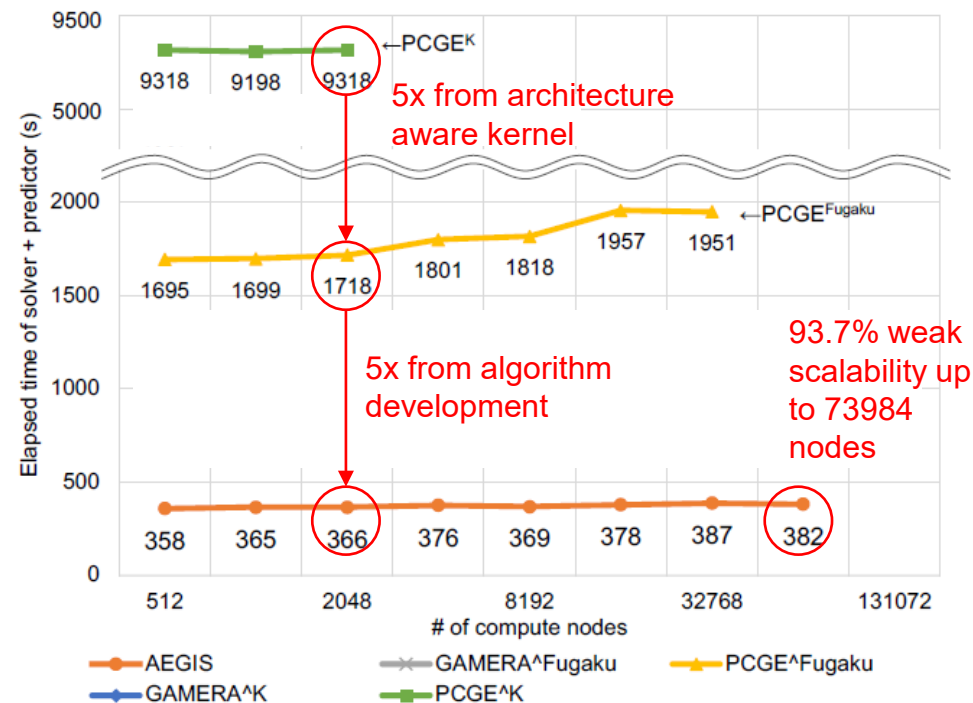 9500
←PCGEᴷ
9318 9198 9318
5x from architecture
aware kernel
5000
Elapsed time of solver + predictor (s)
2000
←PCGEFugaku
1957 1951
1801 1818
1695 1699 1718
1500
93.7% weak
scalability up
to 73984
nodes
5x from algorithm
development
1000
500
358 365 366 376 369 378 387 382
0
512 2048 8192 32768 131072
# of compute nodes
AEGIS GAMERA^Fugaku PCGE^Fugaku
GAMERA^K PCGE^K